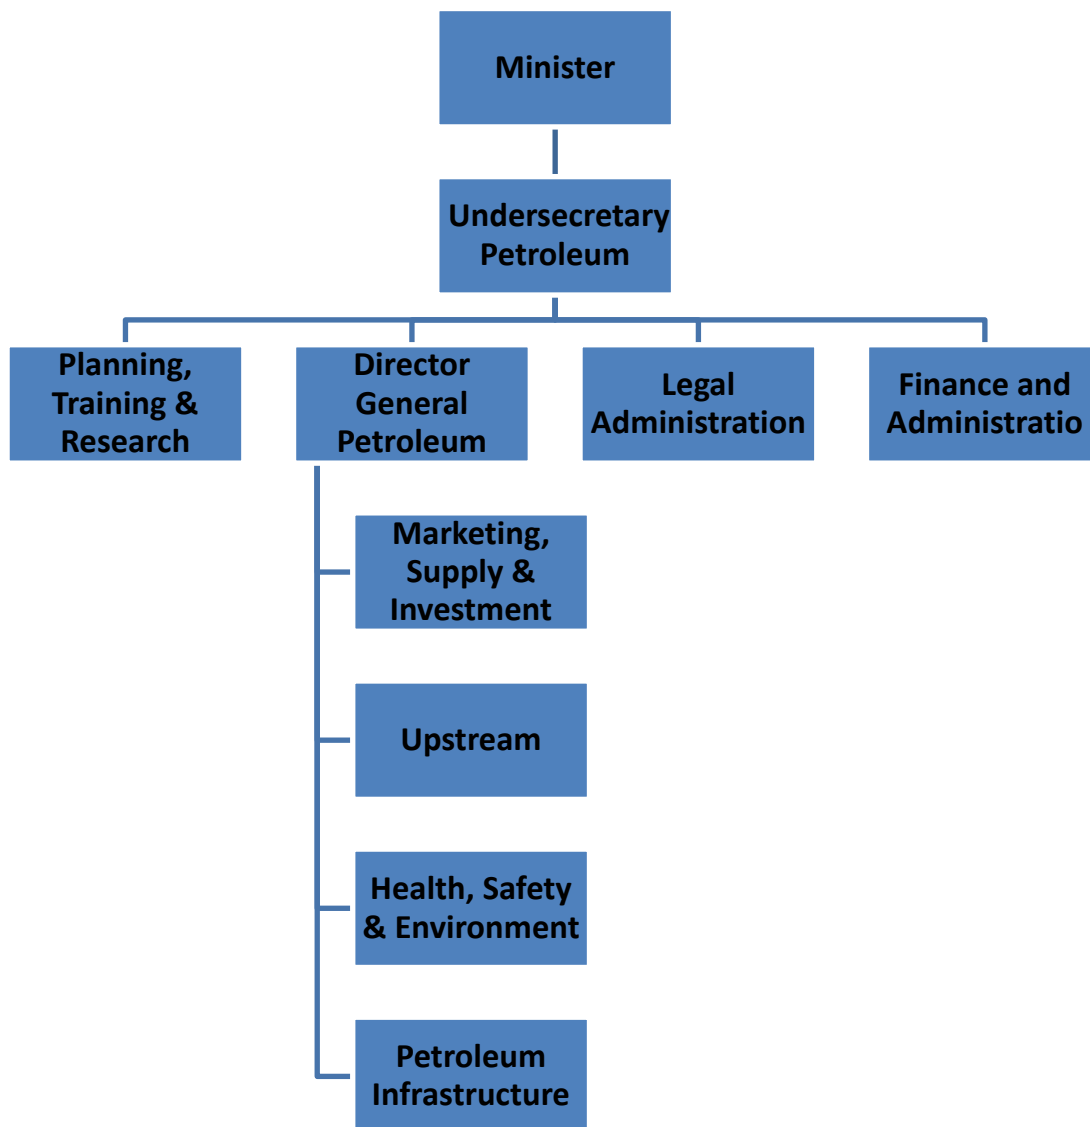 Minister
Undersecretary
Petroleum
Planning,
Training &
Research
Director
General
Petroleum
Legal
Administration
Finance and
Administratio
Marketing,
Supply &
Investment
Upstream
Health, Safety
& Environment
Petroleum
Infrastructure